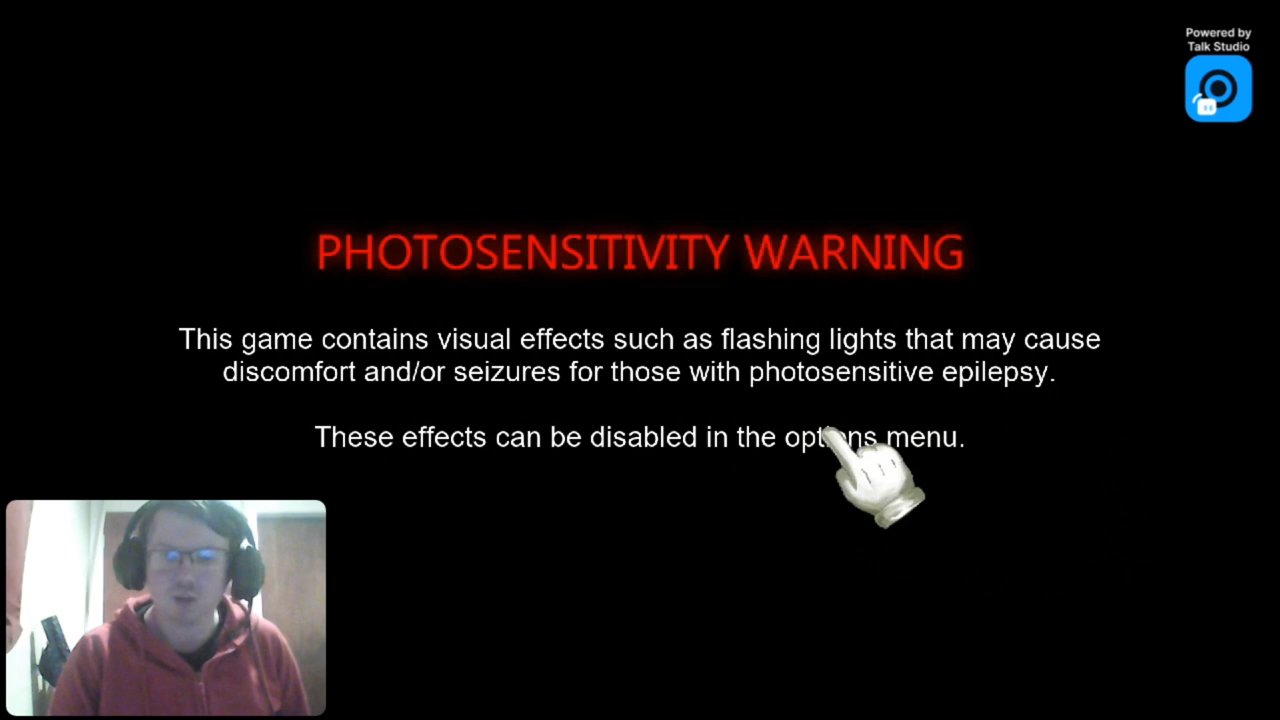 Powered by
Talk Studio
PHOTOSENSITIVITY WARNING
This game contains visual effects such as flashing lights that may cause
discomfort and/or seizures for those with photosensitive epilepsy.
These effects can be disabled in the options menu.